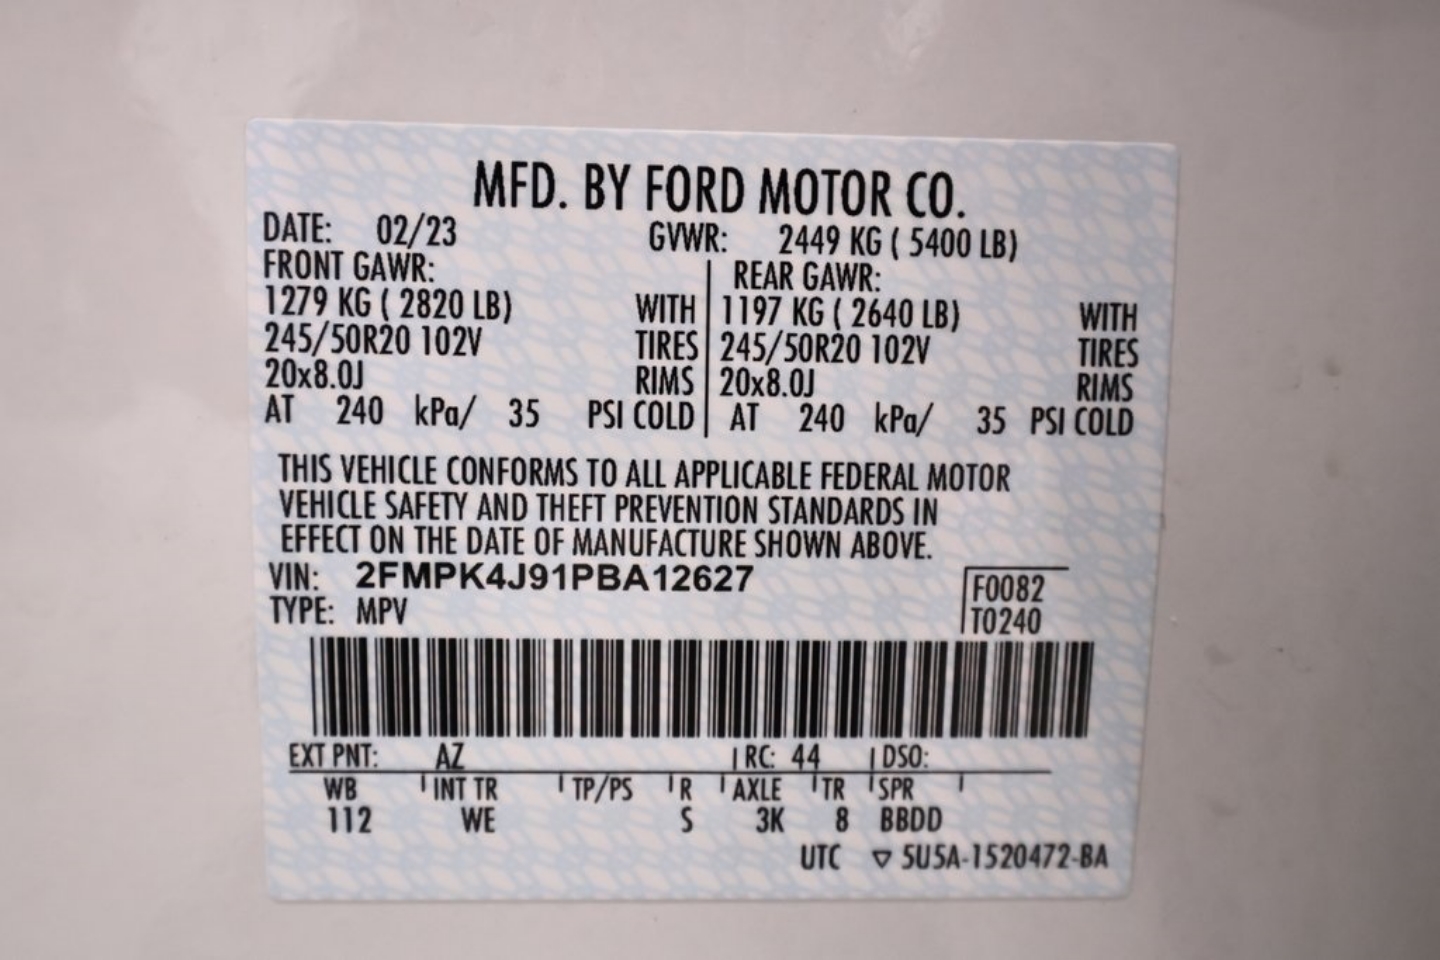 MFD. BY FORD MOTOR CO.
DATE: 02/23 GVWR: 2449 KG ( 5400 LB)
FRONT GAWR: REAR GAWR:
1279 KG ( 2820 LB) WITH 1197 KG ( 2640 LB) WITH
245/50R20 102V TIRES 245/50R20 102V TIRES
20x8.0J RIMS 20x8.0J RIMS
AT 240 kPa/ 35 PSI COLD AT 240 kPa/ 35 PSI COLD
THIS VEHICLE CONFORMS TO ALL APPLICABLE FEDERAL MOTOR
VEHICLE SAFETY AND THEFT PREVENTION STANDARDS IN
EFFECT ON THE DATE OF MANUFACTURE SHOWN ABOVE.
VIN: 2FMPK4J91PBA12627 F0082
TYPE: MPV T0240
EXT PNT: AZ RC: 44 DSO:
WB INT TR TP/PS R AXLE TR SPR
112 WE S 3K 8 BBDD
UTC ▽ 5U5A-1520472-BA